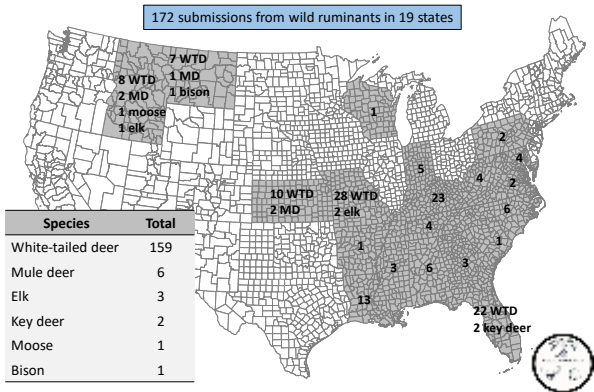 172 submissions from wild ruminants in 19 states
7 WTD
1 MD
1 bison
8 WTD
2 MD
1 moose
1 elk
1
2
4
5
4
2
23
10 WTD
2 MD
28 WTD
2 elk
6
4
1
1
3
6
3
13
22 WTD
2 key deer
Species Total
White-tailed deer 159
Mule deer 6
Elk 3
Key deer 2
Moose 1
Bison 1